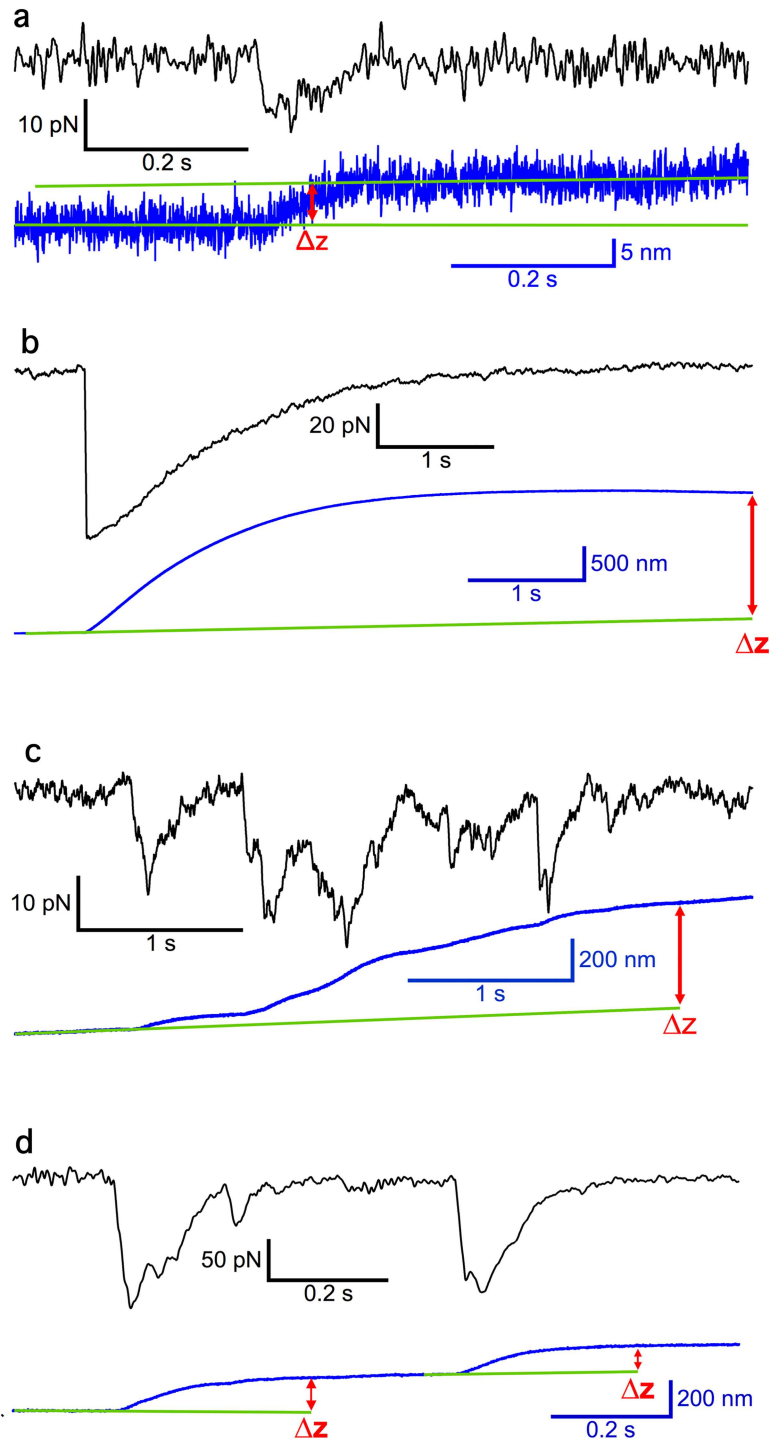 a
10 pN
0.2 s
Δz
5 nm
0.2 s
b
20 pN
1 s
500 nm
1 s
Δz
c
10 pN
1 s
200 nm
1 s
Δz
d
50 pN
0.2 s
Δz
Δz
200 nm
0.2 s